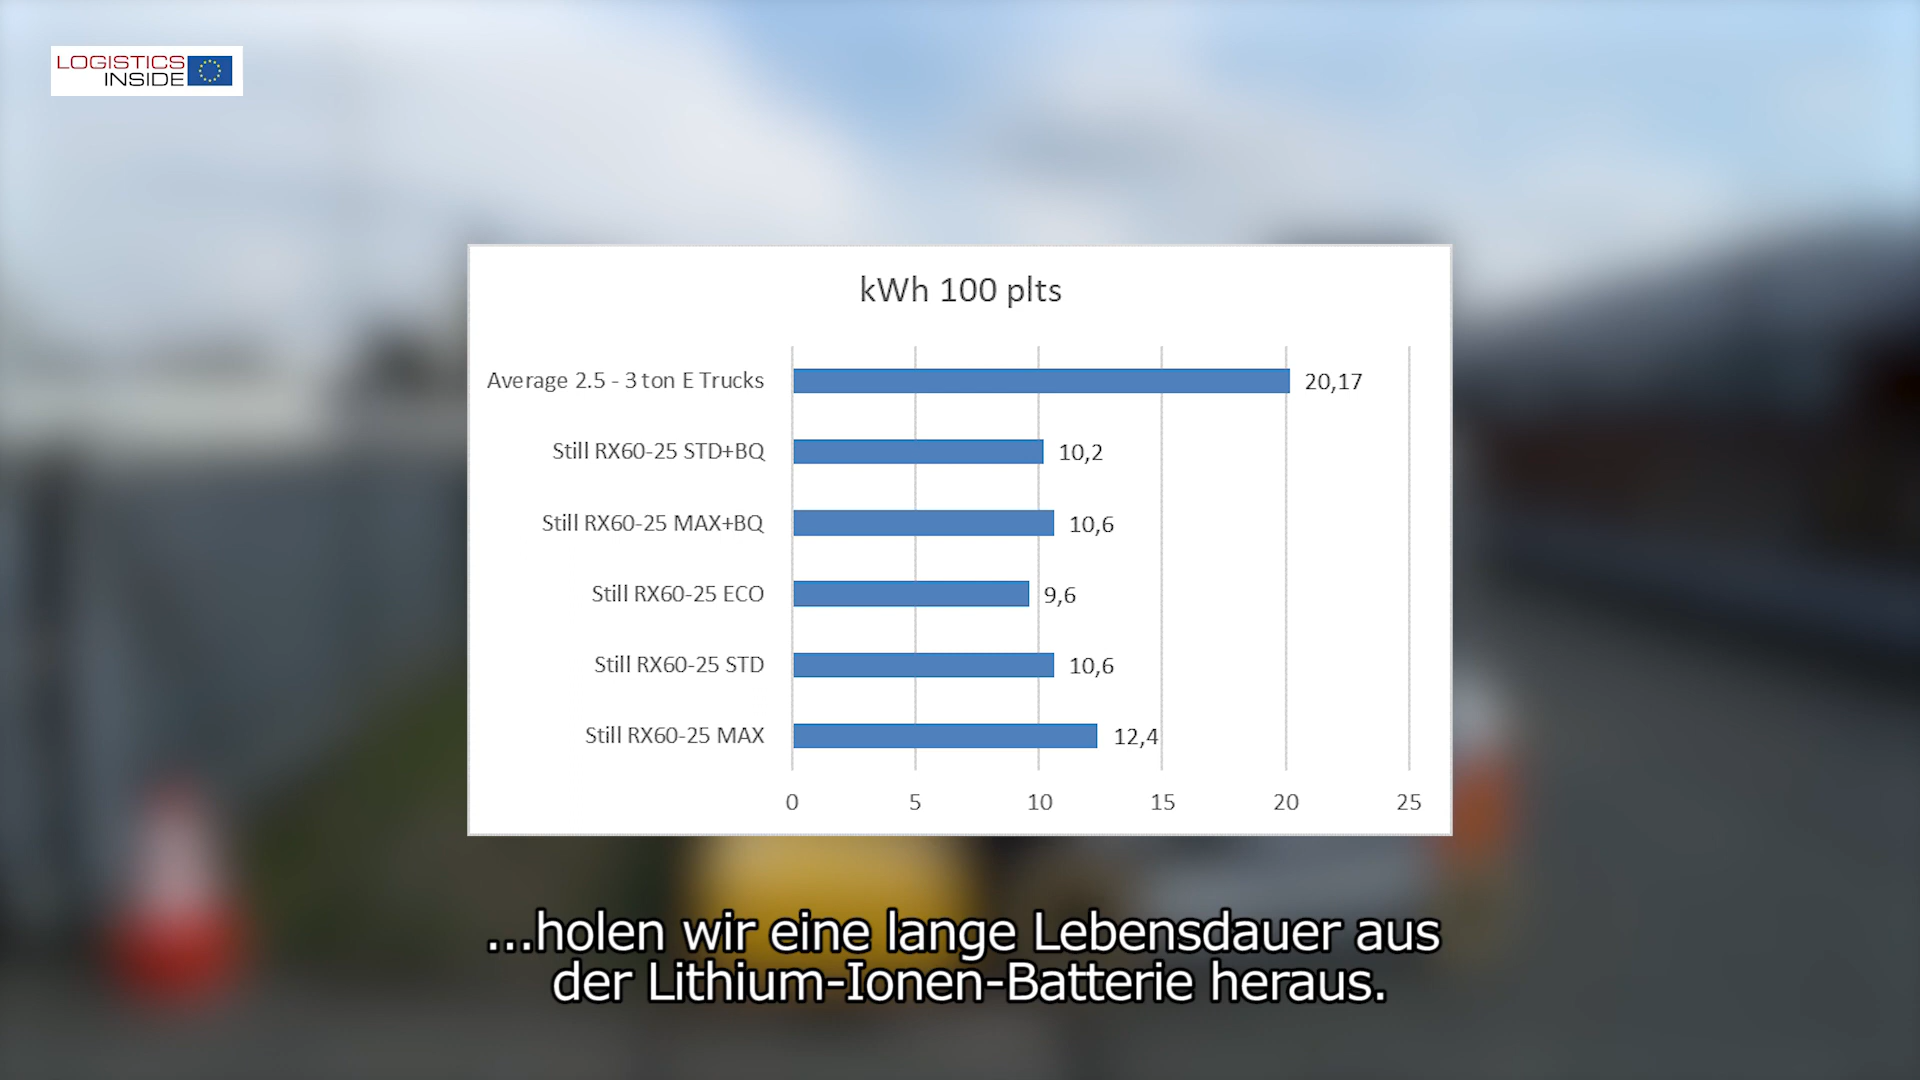 LOGISTICS
INSIDE
kWh 100 plts
Average 2.5 - 3 ton E Trucks 20,17
Still RX60-25 STD+BQ 10,2
Still RX60-25 MAX+BQ 10,6
Still RX60-25 ECO 9,6
Still RX60-25 STD 10,6
Still RX60-25 MAX 12,4
0 5 10 15 20 25
...holen wir eine lange Lebensdauer aus
der Lithium-Ionen-Batterie heraus.